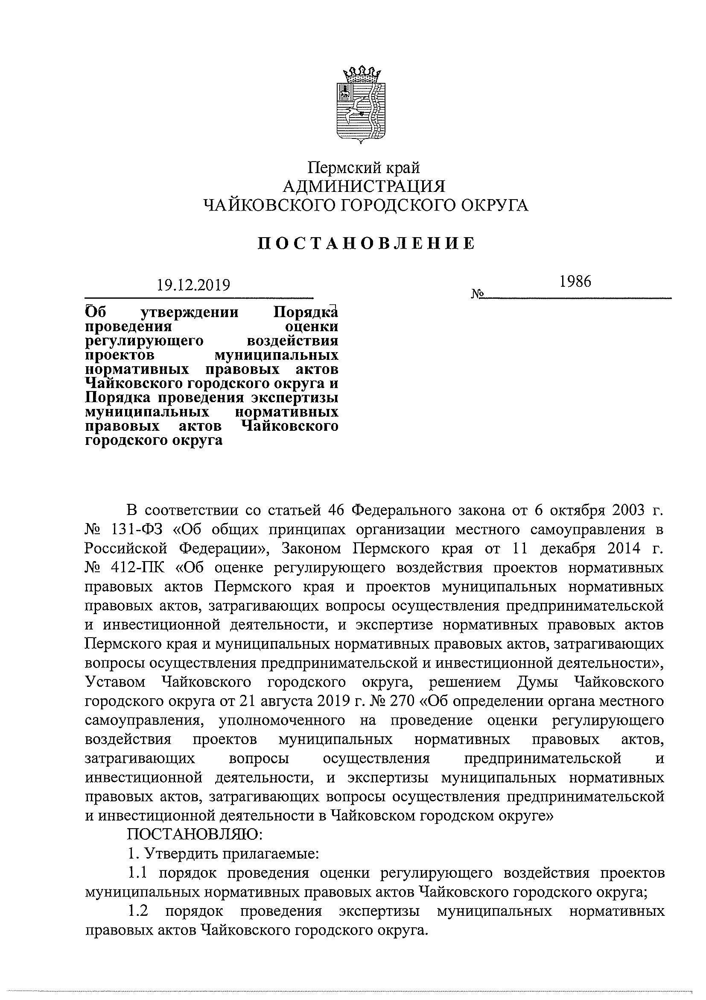 Пермский край
АДМИНИСТРАЦИЯ
ЧАЙКОВСКОГО ГОРОДСКОГО ОКРУГА
ПОСТАНОВЛЕНИЕ
19.12.2019
1986
№
Об утверждении Порядка
проведения оценки
регулирующего воздействия
проектов муниципальных
нормативных правовых актов
Чайковского городского округа и
Порядка проведения экспертизы
муниципальных нормативных
правовых актов Чайковского
городского округа
В соответствии со статьей 46 Федерального закона от 6 октября 2003 г.
№ 131-ФЗ «Об общих принципах организации местного самоуправления в
Российской Федерации», Законом Пермского края от 11 декабря 2014 г.
№ 412-ПК «Об оценке регулирующего воздействия проектов нормативных
правовых актов Пермского края и проектов муниципальных нормативных
правовых актов, затрагивающих вопросы осуществления предпринимательской
и инвестиционной деятельности, и экспертизе нормативных правовых актов
Пермского края и муниципальных нормативных правовых актов, затрагивающих
вопросы осуществления предпринимательской и инвестиционной деятельности»,
Уставом Чайковского городского округа, решением Думы Чайковского
городского округа от 21 августа 2019 г. № 270 «Об определении органа местного
самоуправления, уполномоченного на проведение оценки регулирующего
воздействия проектов муниципальных нормативных правовых актов,
затрагивающих вопросы осуществления предпринимательской и
инвестиционной деятельности, и экспертизы муниципальных нормативных
правовых актов, затрагивающих вопросы осуществления предпринимательской
и инвестиционной деятельности в Чайковском городском округе»
ПОСТАНОВЛЯЮ:
1. Утвердить прилагаемые:
1.1 порядок проведения оценки регулирующего воздействия проектов
муниципальных нормативных правовых актов Чайковского городского округа;
1.2 порядок проведения экспертизы муниципальных нормативных
правовых актов Чайковского городского округа.